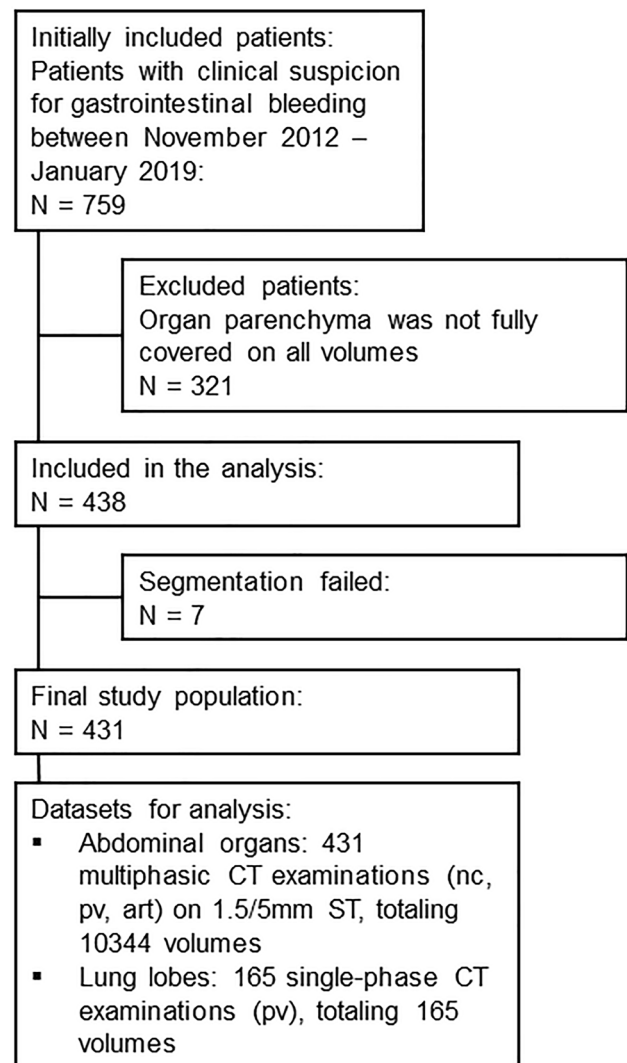 Initially included patients:
Patients with clinical suspicion
for gastrointestinal bleeding
between November 2012 –
January 2019:
N = 759
Excluded patients:
Organ parenchyma was not fully
covered on all volumes
N = 321
Included in the analysis:
N = 438
Segmentation failed:
N = 7
Final study population:
N = 431
Datasets for analysis:
▪ Abdominal organs: 431
multiphasic CT examinations (nc,
pv, art) on 1.5/5mm ST, totaling
10344 volumes
▪ Lung lobes: 165 single-phase CT
examinations (pv), totaling 165
volumes